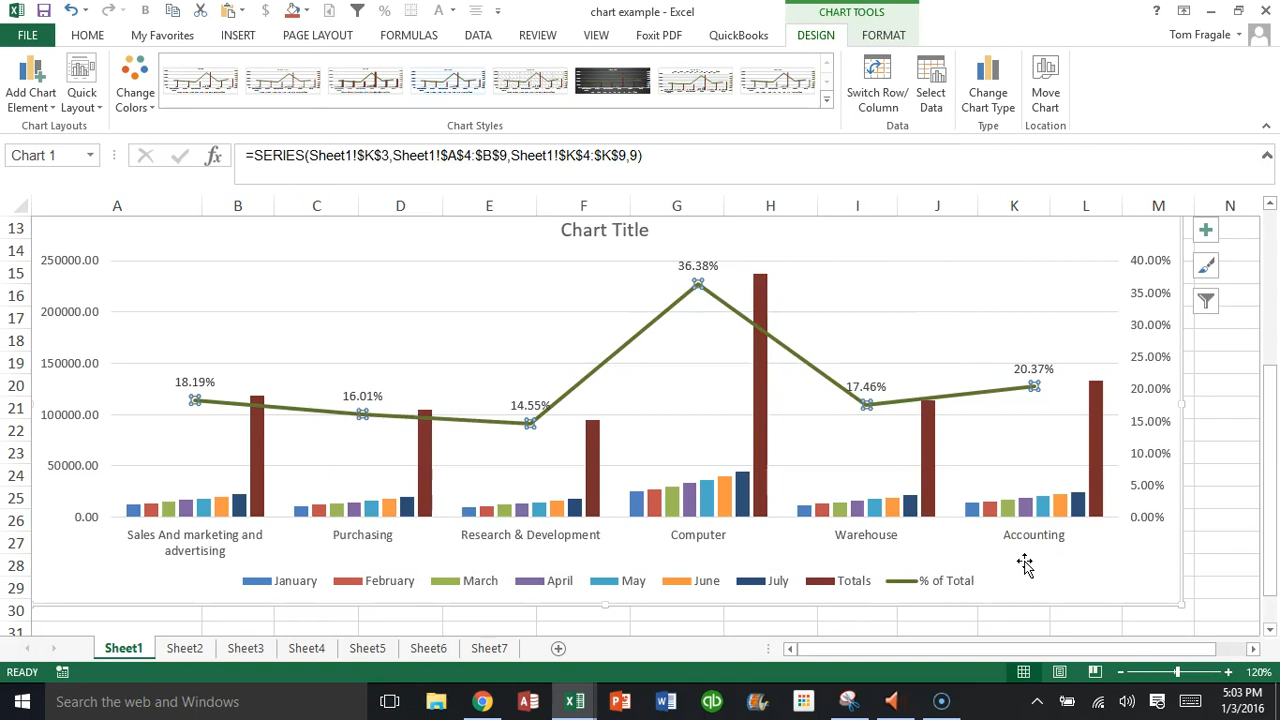 chart example - Excel
CHART TOOLS
?
FILE
HOME
My Favorites
INSERT
PAGE LAYOUT
FORMULAS
DATA
REVIEW
VIEW
Foxit PDF
QuickBooks
DESIGN
FORMAT
Tom Fragale
Add Chart
Element
Quick
Layout
Change
Colors
Switch Row/
Column
Select
Data
Change
Chart Type
Move
Chart
Chart Layouts
Chart Styles
Data
Type
Location
Chart 1
fx
=SERIES(Sheet1!$K$3,Sheet1!$A$4:$B$9,Sheet1!$K$4:$K$9,9)
A B C D E F G H I J K L M N
13
14
15
16
17
18
19
20
21
22
23
24
25
26
27
28
29
30
31
Chart Title
250000.00
200000.00
150000.00
100000.00
50000.00
0.00
40.00%
35.00%
30.00%
25.00%
20.00%
15.00%
10.00%
5.00%
0.00%
18.19%
16.01%
14.55%
36.38%
17.46%
20.37%
Sales And marketing and
advertising
Purchasing
Research & Development
Computer
Warehouse
Accounting
January February March April May June July Totals % of Total
Sheet1 Sheet2 Sheet3 Sheet4 Sheet5 Sheet6 Sheet7
READY
120%
Search the web and Windows
5:03 PM
1/3/2016